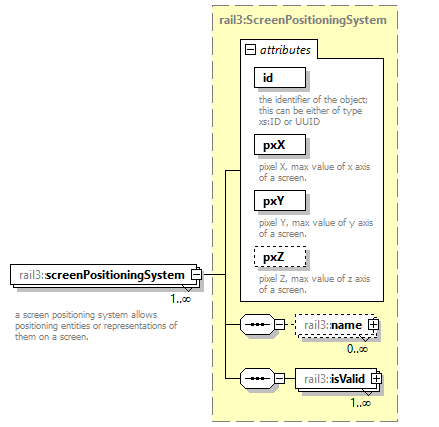 rail3:ScreenPositioningSystem
attributes
id
the identifier of the object;
this can be either of type
xs:ID or UUID
pxX
pixel X, max value of x axis
of a screen.
pxY
pixel Y, max value of y axis
of a screen.
pxZ
pixel Z, max value of z axis
of a screen.
rail3::screenPositioningSystem
1..∞
a screen positioning system allows
positioning entities or representations of
them on a screen.
rail3::name
0..∞
rail3::isValid
1..∞